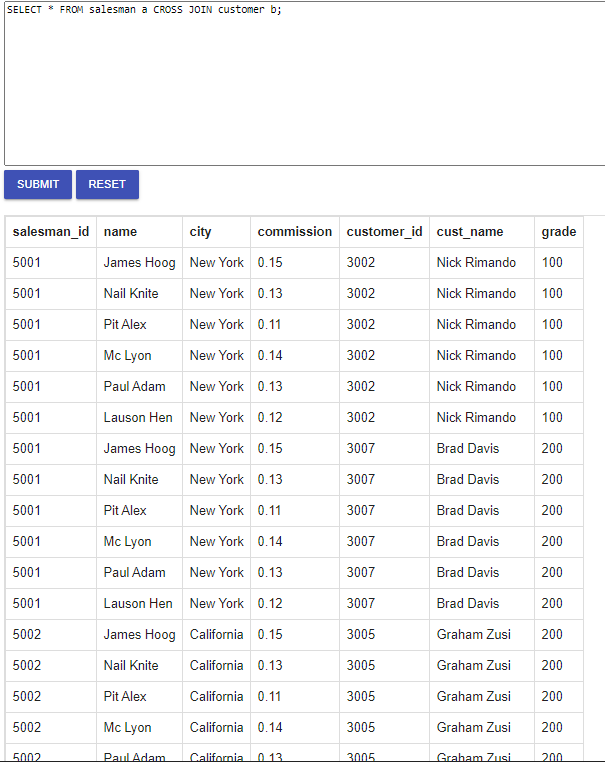 SELECT * FROM salesman a CROSS JOIN customer b;
SUBMIT RESET
salesman_id name city commission customer_id cust_name grade
5001 James Hoog New York 0.15 3002 Nick Rimando 100
5001 Nail Knite New York 0.13 3002 Nick Rimando 100
5001 Pit Alex New York 0.11 3002 Nick Rimando 100
5001 Mc Lyon New York 0.14 3002 Nick Rimando 100
5001 Paul Adam New York 0.13 3002 Nick Rimando 100
5001 Lauson Hen New York 0.12 3002 Nick Rimando 100
5001 James Hoog New York 0.15 3007 Brad Davis 200
5001 Nail Knite New York 0.13 3007 Brad Davis 200
5001 Pit Alex New York 0.11 3007 Brad Davis 200
5001 Mc Lyon New York 0.14 3007 Brad Davis 200
5001 Paul Adam New York 0.13 3007 Brad Davis 200
5001 Lauson Hen New York 0.12 3007 Brad Davis 200
5002 James Hoog California 0.15 3005 Graham Zusi 200
5002 Nail Knite California 0.13 3005 Graham Zusi 200
5002 Pit Alex California 0.11 3005 Graham Zusi 200
5002 Mc Lyon California 0.14 3005 Graham Zusi 200
5002 Paul Adam California 0.13 3005 Graham Zusi 200